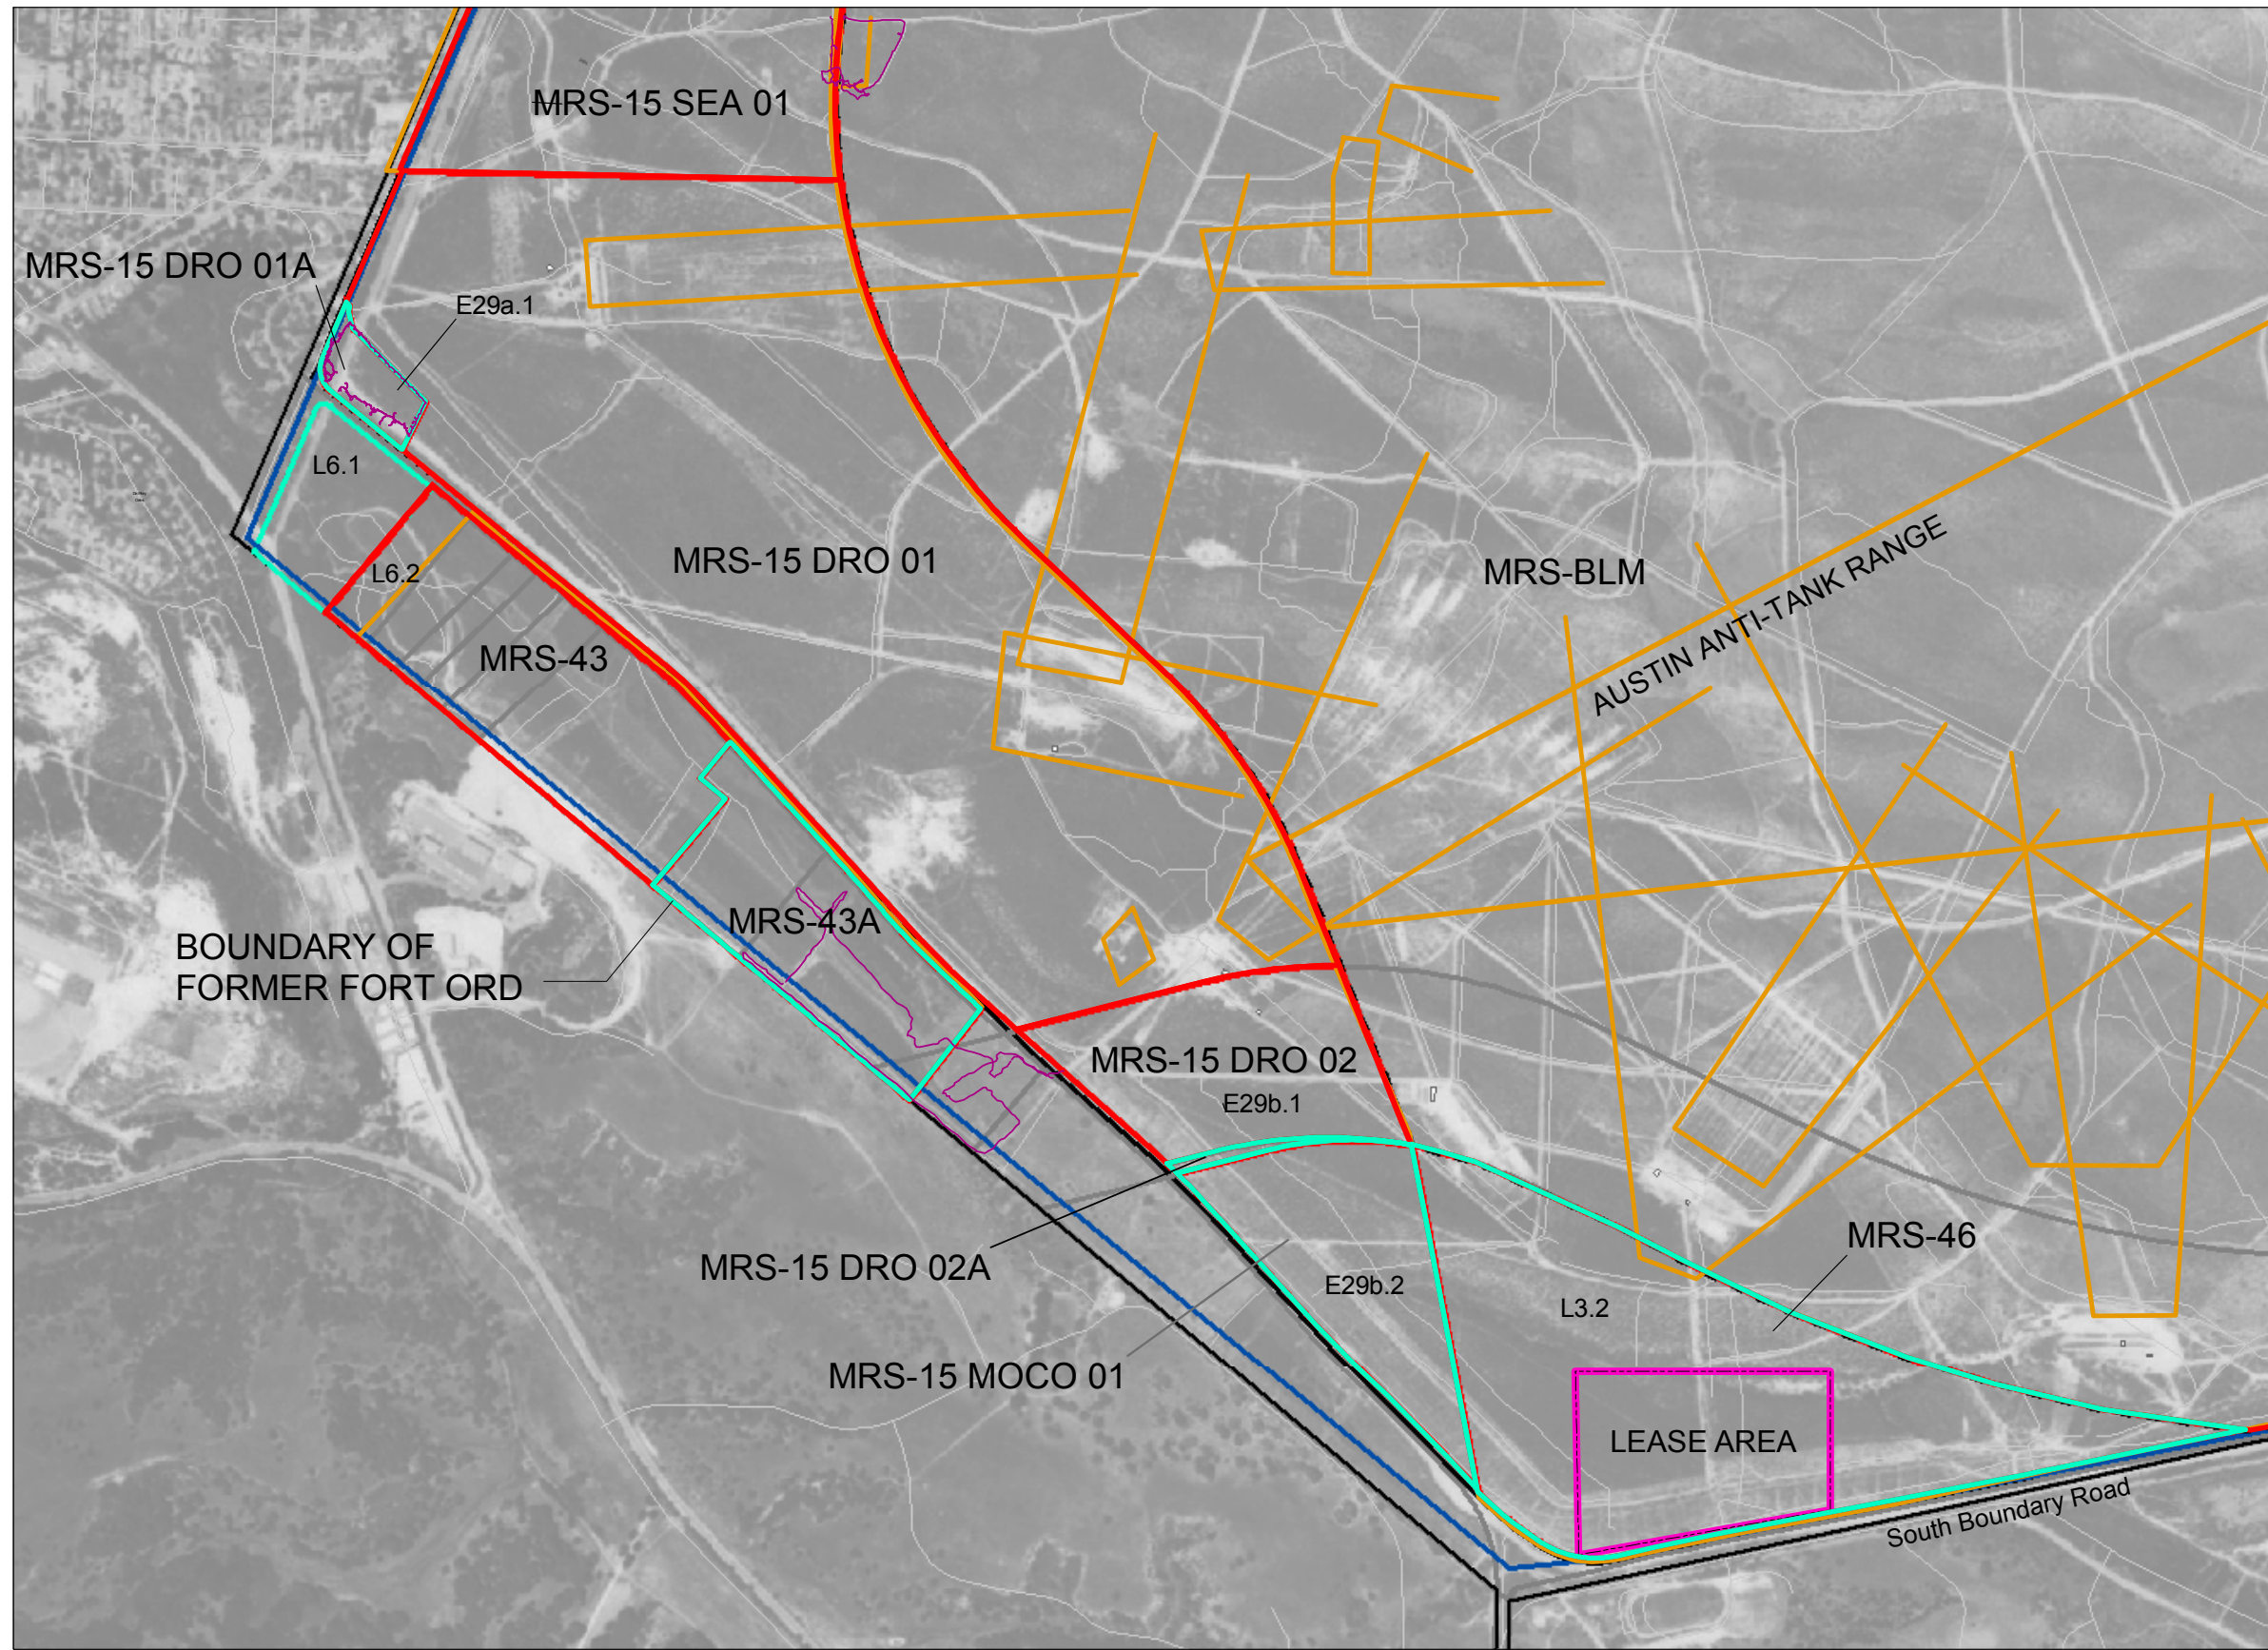 MRS-15 SEA 01
MRS-15 DRO 01A
E29a.1
L6.1
MRS-15 DRO 01
MRS-BLM
L6.2
AUSTIN ANTI-TANK RANGE
MRS-43
MRS-43A
BOUNDARY OF
FORMER FORT ORD
MRS-15 DRO 02
E29b.1
MRS-46
MRS-15 DRO 02A
E29b.2
L3.2
MRS-15 MOCO 01
LEASE AREA
South Boundary Road